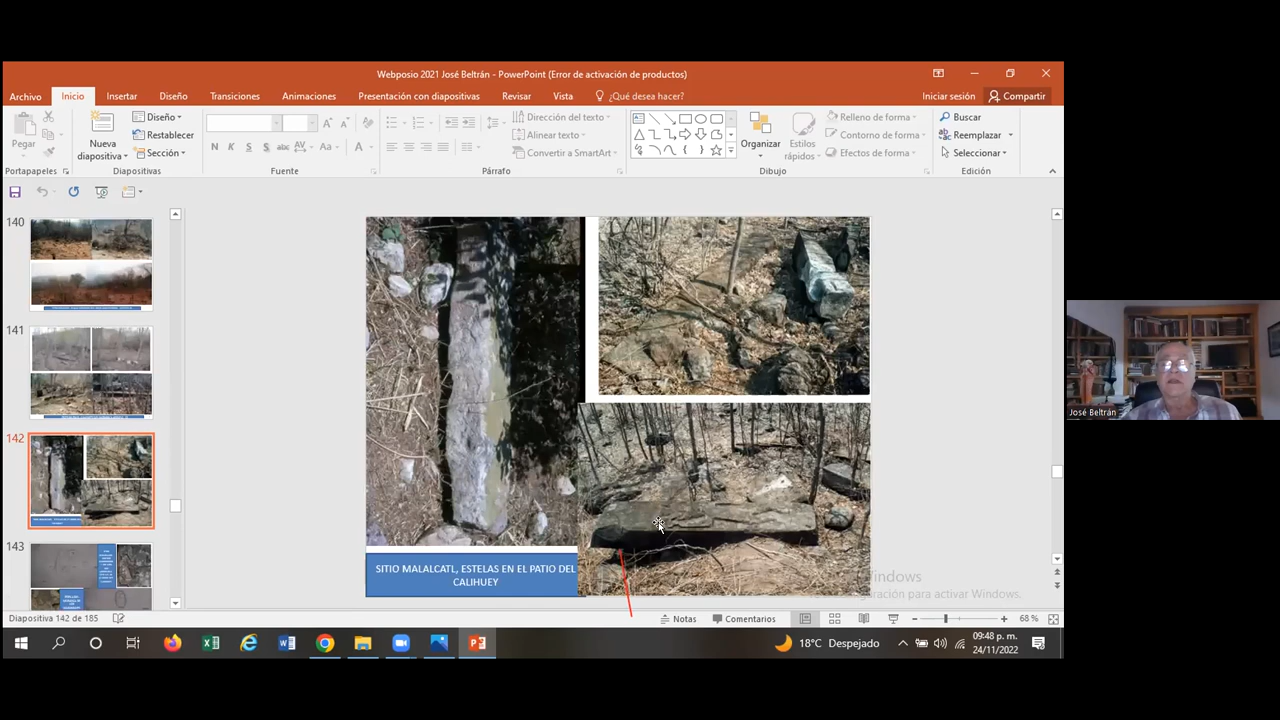 Webposio 2021 José Beltrán - PowerPoint (Error de activación de productos)
Archivo Inicio Insertar Diseño Transiciones Animaciones Presentación con diapositivas Revisar Vista ¿Qué desea hacer? Iniciar sesión Compartir
Pegar
Nueva diapositiva
Diseño
Restablecer
Sección
N K S S abc AV Aa A
Dirección del texto
Alinear texto
Convertir a SmartArt
Organizar
Estilos rápidos
Relleno de forma
Contorno de forma
Efectos de forma
Buscar
Reemplazar
Seleccionar
Portapapeles Diapositivas Fuente Párrafo Dibujo Edición
140
141
142
143
SITIO MALALCATL, ESTELAS EN EL PATIO DEL
CALIHUEY
José Beltrán
Windows
para activar Windows.
Diapositiva 142 de 185 Notas Comentarios 68 %
18°C Despejado
09:48 p. m.
24/11/2022